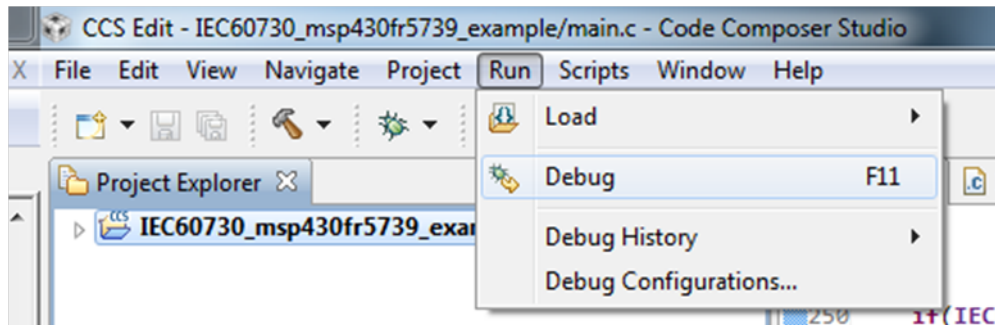 CCS Edit - IEC60730_msp430fr5739_example/main.c - Code Composer Studio
X File Edit View Navigate Project Run Scripts Window Help
Load
Project Explorer
Debug F11
.c
CCS
IEC60730_msp430fr5739_exar
Debug History
Debug Configurations...
250 if(IEC